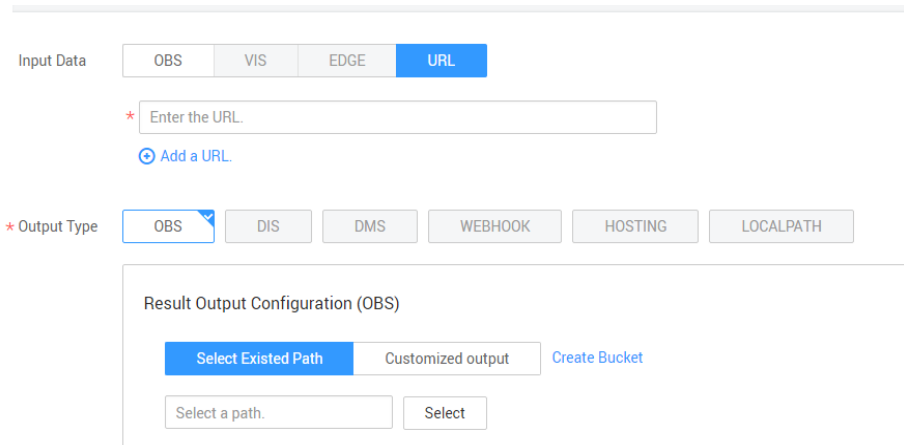 Input Data OBS VIS EDGE URL
* Enter the URL.
Add a URL.
* Output Type OBS DIS DMS WEBHOOK HOSTING LOCALPATH
Result Output Configuration (OBS)
Select Existed Path Customized output Create Bucket
Select a path. Select